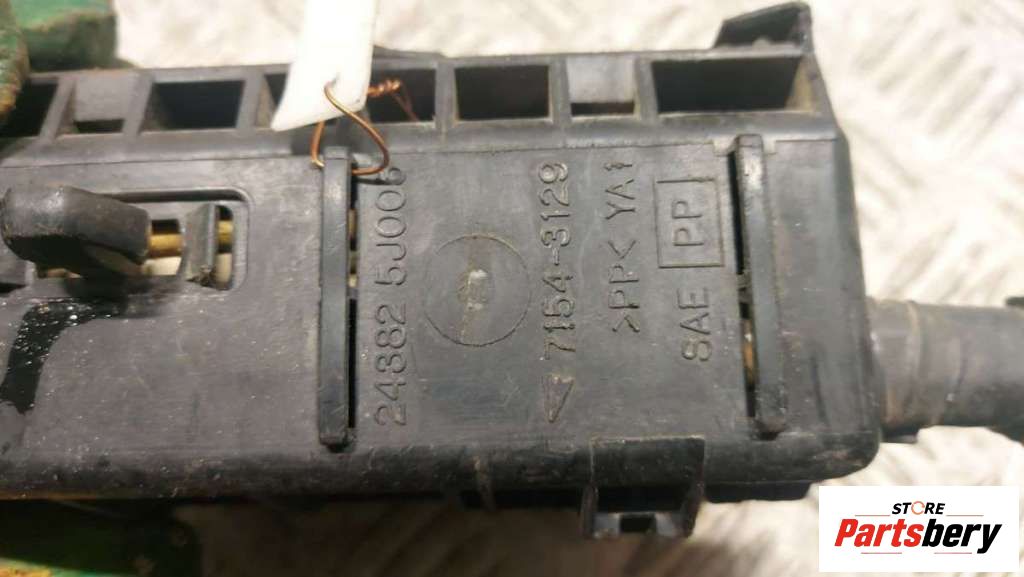 24382 5J005
7154-3129
>PP< YA1
SAE PP
STORE
Partsbery